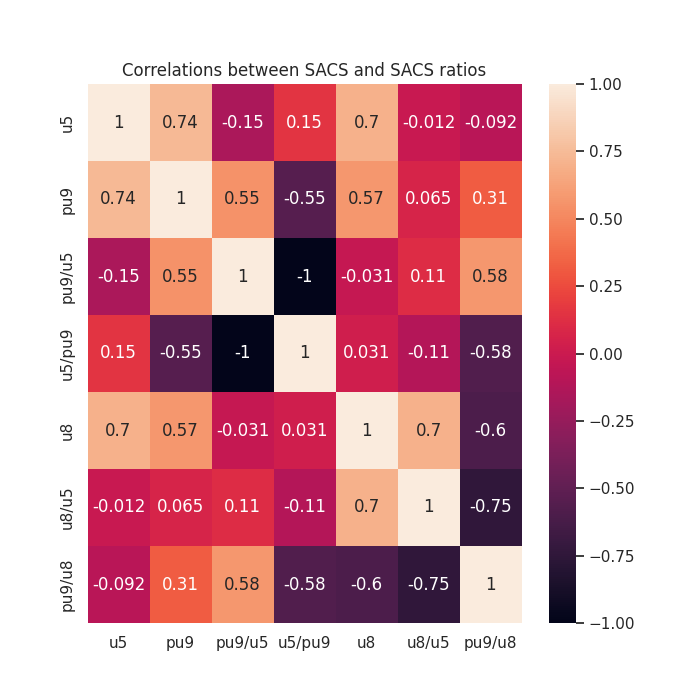 Correlations between SACS and SACS ratios
u5 1 0.74 -0.15 0.15 0.7 -0.012 -0.092
pu9 0.74 1 0.55 -0.55 0.57 0.065 0.31
pu9/u5 -0.15 0.55 1 -1 -0.031 0.11 0.58
u5/pu9 0.15 -0.55 -1 1 0.031 -0.11 -0.58
u8 0.7 0.57 -0.031 0.031 1 0.7 -0.6
u8/u5 -0.012 0.065 0.11 -0.11 0.7 1 -0.75
pu9/u8 -0.092 0.31 0.58 -0.58 -0.6 -0.75 1
u5 pu9 pu9/u5 u5/pu9 u8 u8/u5 pu9/u8
1.00
0.75
0.50
0.25
0.00
−0.25
−0.50
−0.75
−1.00